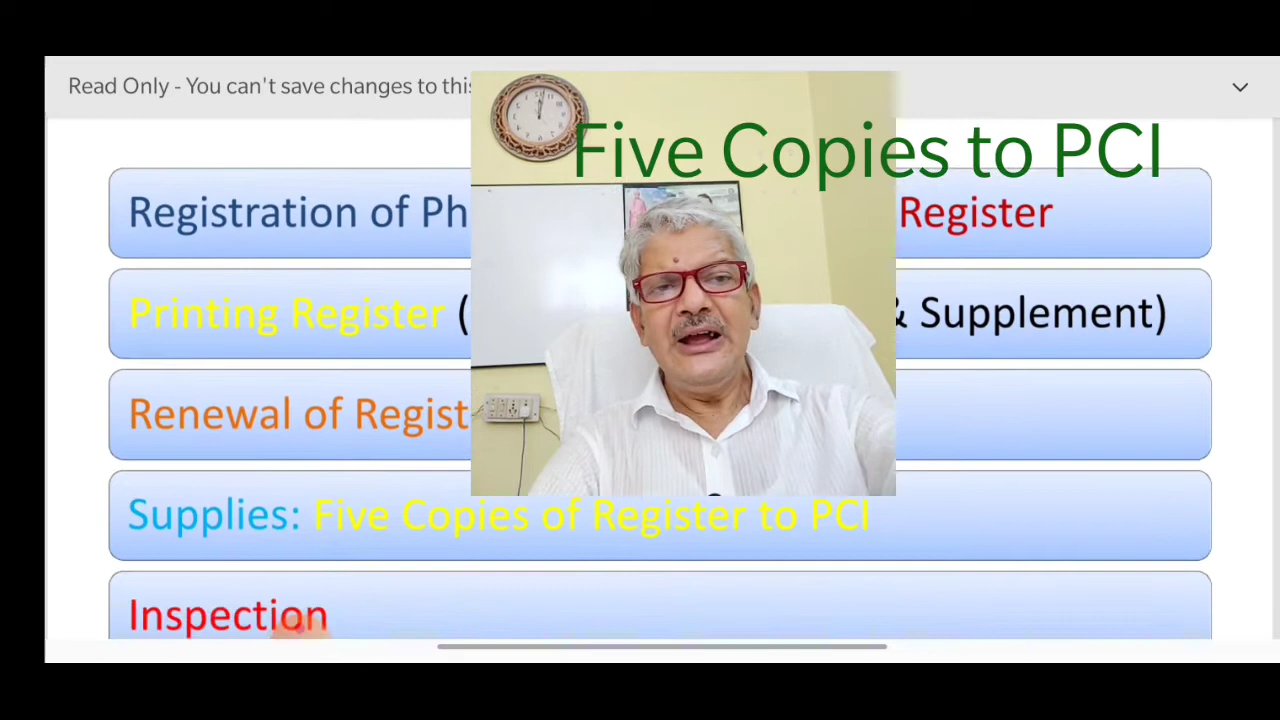 Read Only - You can't save changes to this
Five Copies to PCI
Registration of Ph
Register
Printing Register (
& Supplement)
Renewal of Regist
Supplies: Five Copies of Register to PCI
Inspection